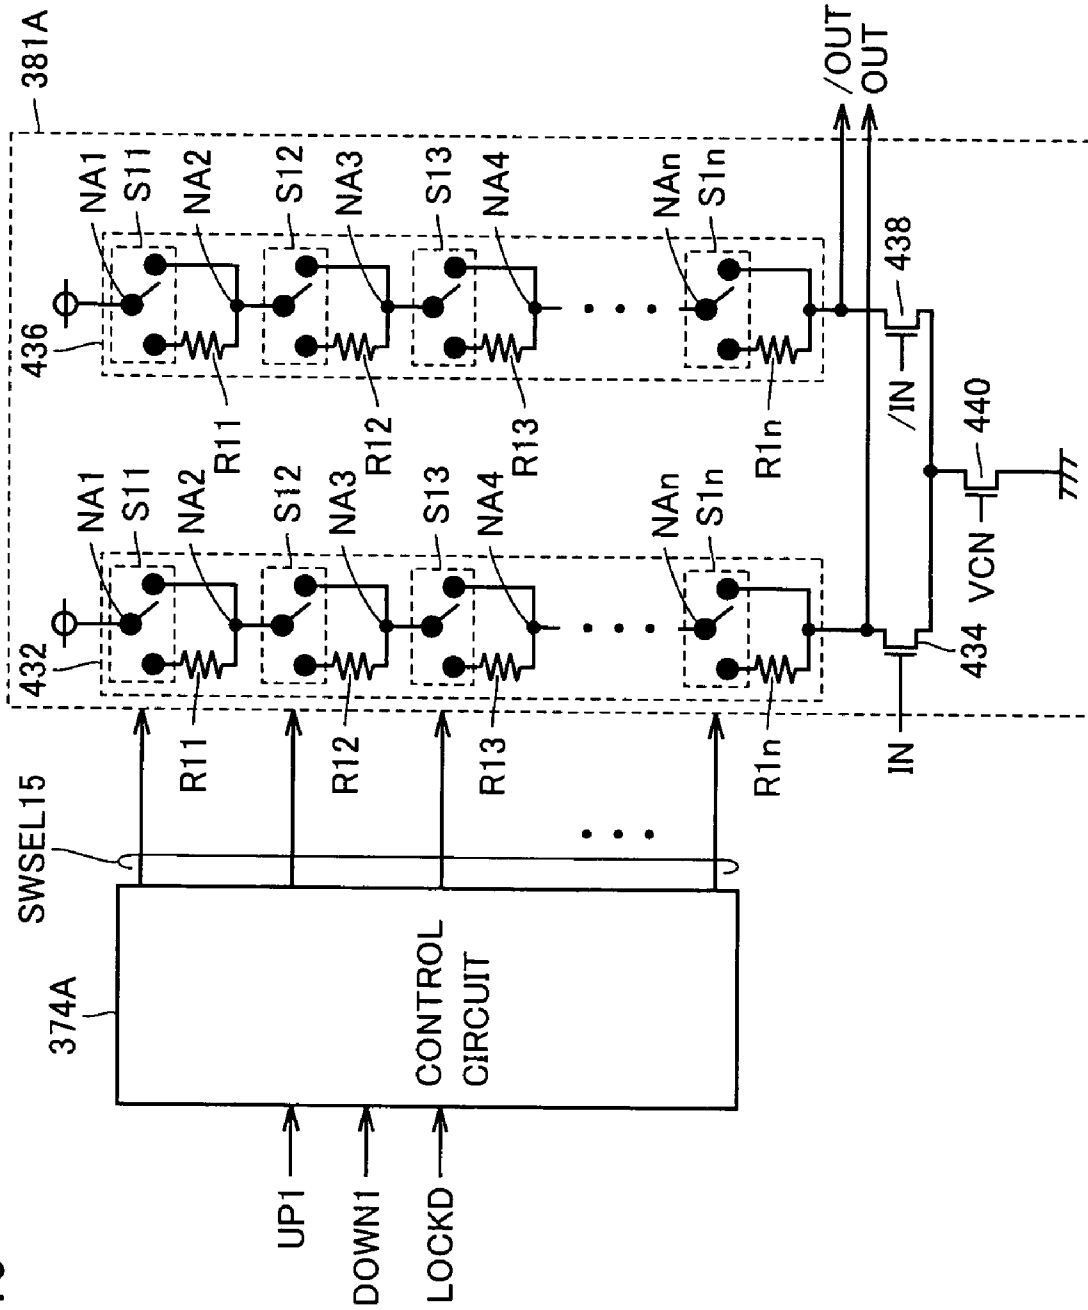 381A
/OUT
OUT
436
NA1
S11
NA2
S12
NA3
S13
NA4
NAn
S1n
R11
R12
R13
R1n
438
/IN
432
NA1
S11
NA2
S12
NA3
S13
NA4
NAn
S1n
R11
R12
R13
R1n
440
VCN
434
IN
SWSEL15
374A
CONTROL
CIRCUIT
UP1
DOWN1
LOCKD